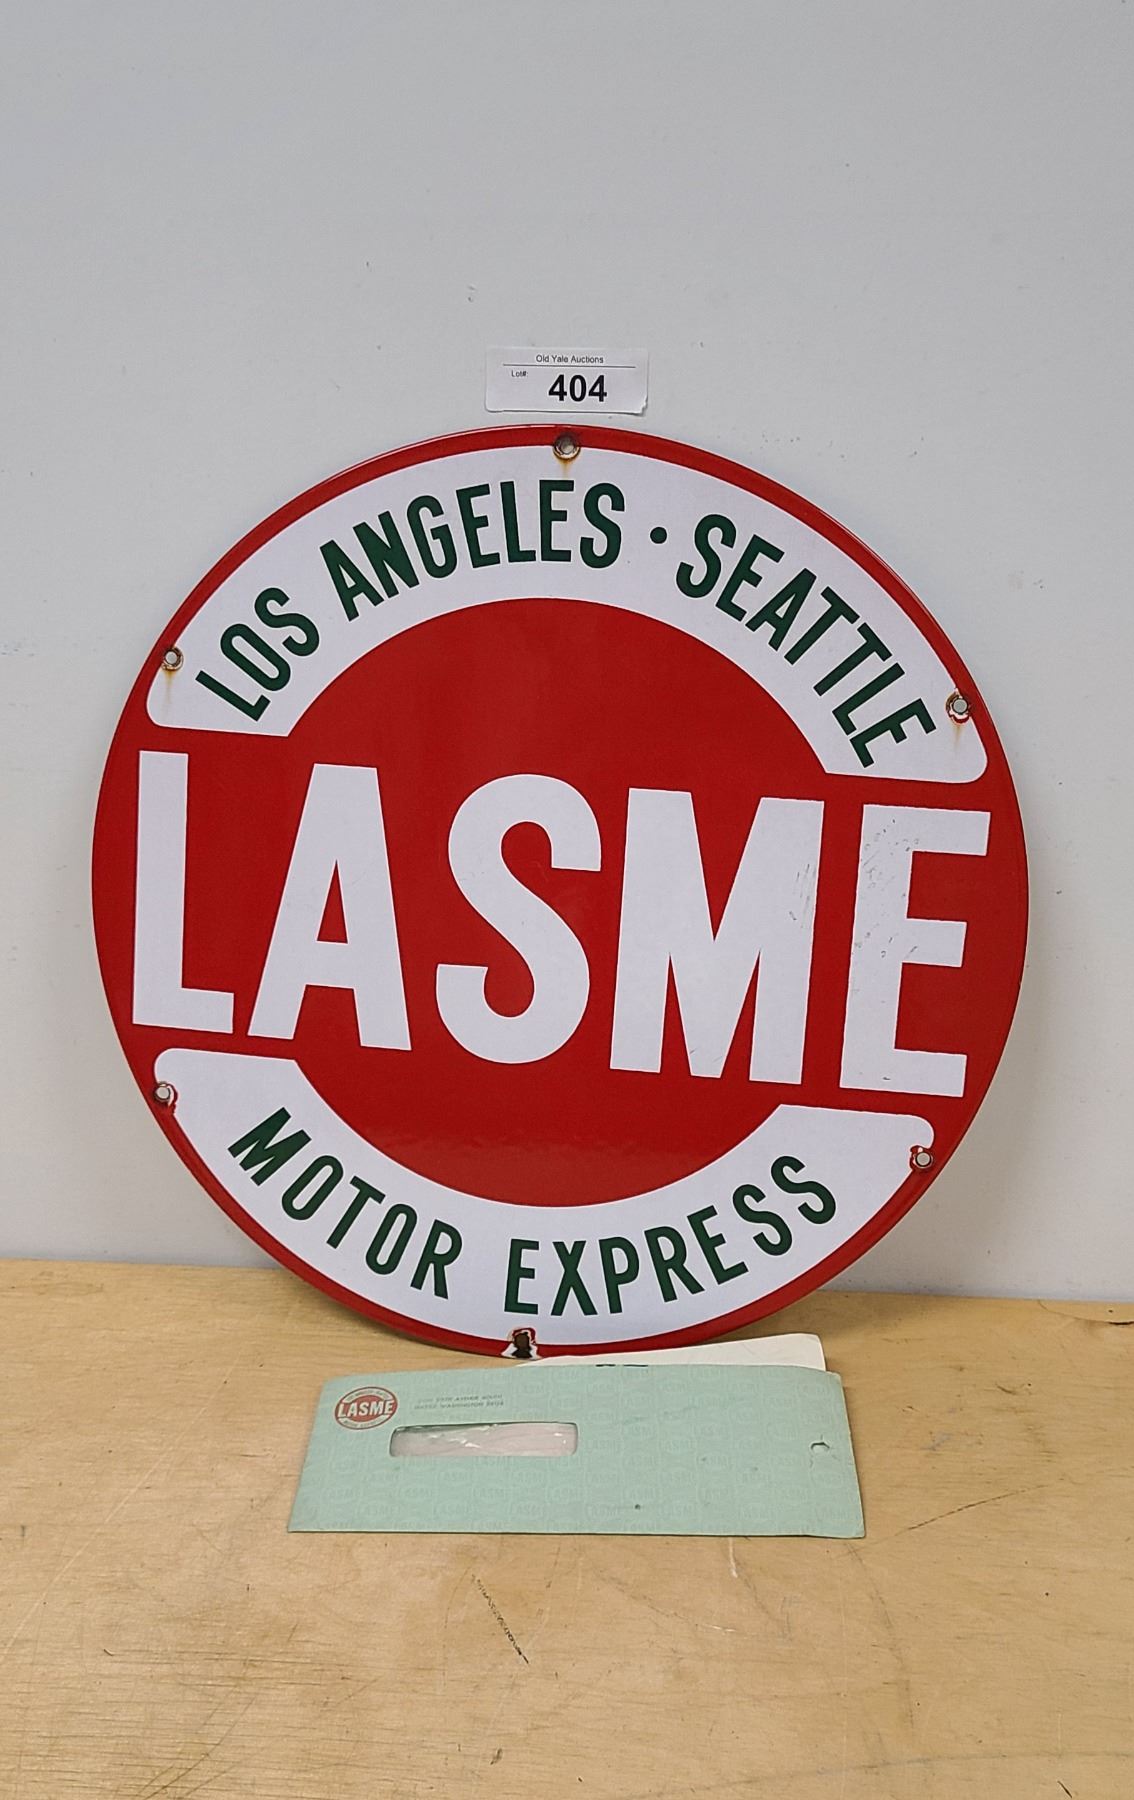 Old Yale Auctions
Lot#:
404
LOS ANGELES · SEATTLE
LASME
MOTOR EXPRESS
LASME